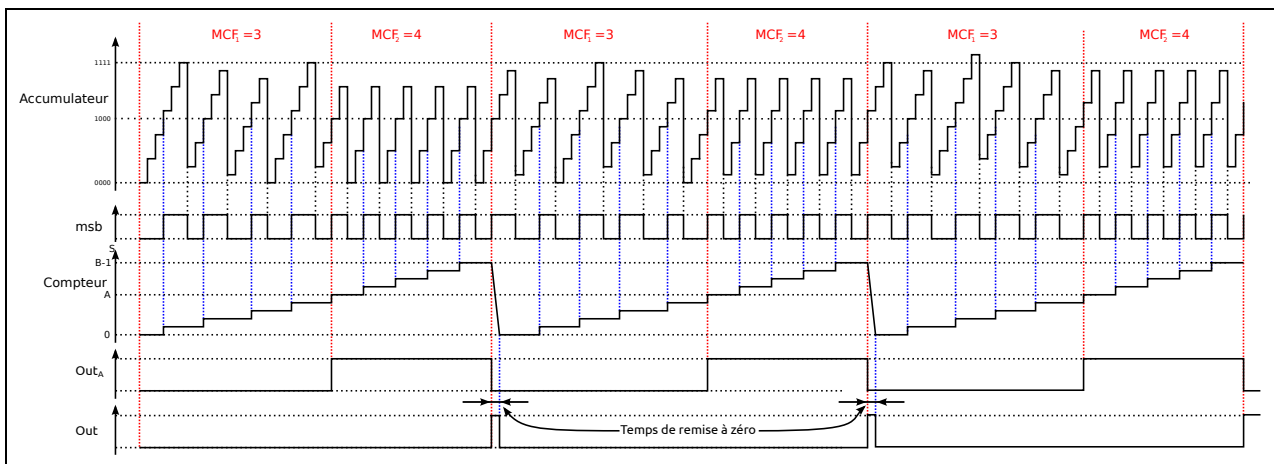 MCF₁ =3 MCF₂ =4 MCF₁ =3 MCF₂ =4 MCF₁ =3 MCF₂ =4
1111
Accumulateur
1000
0000
msb
S
B-1
Compteur
A
0
Out_A
Temps de remise à zéro
Out